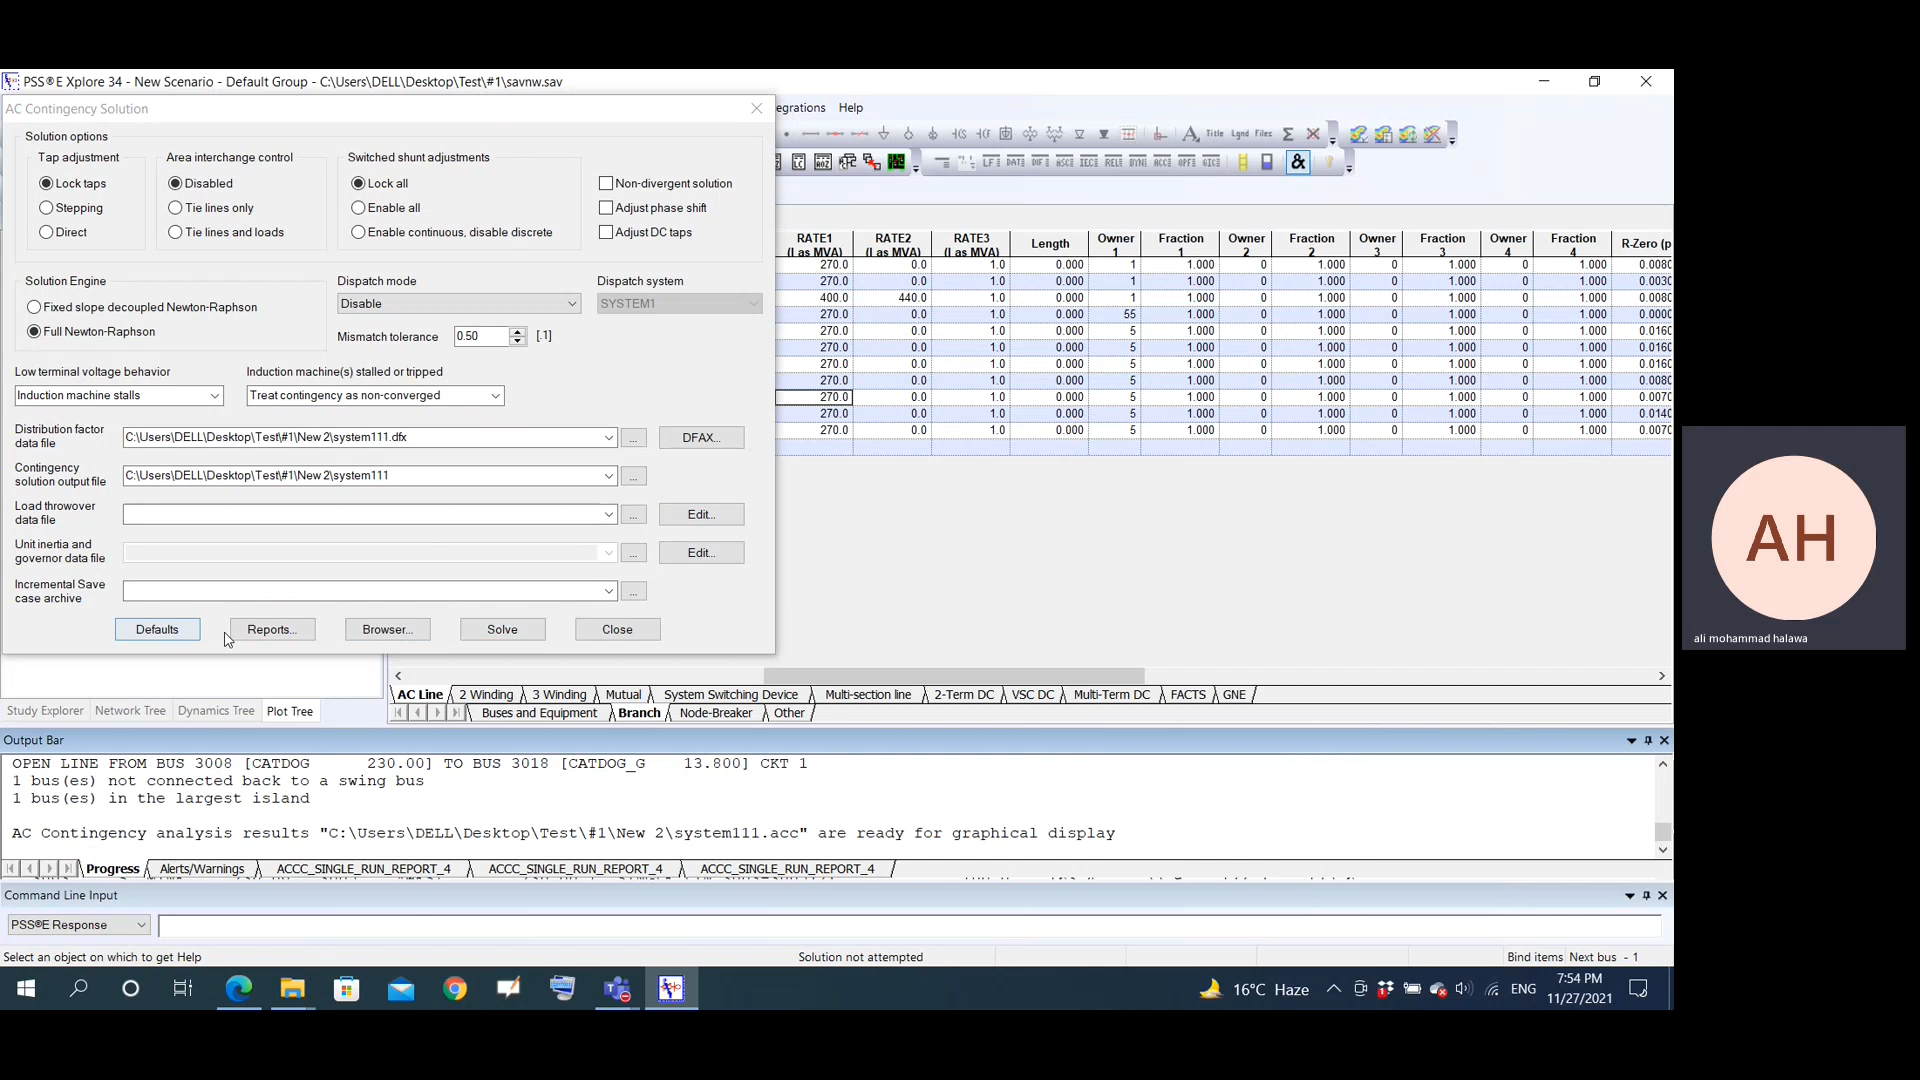 PSS®E Xplore 34 - New Scenario - Default Group - C:\Users\DELL\Desktop\Test\#1\savnw.sav
AC Contingency Solution
egrations Help
Solution options
Tap adjustment Area interchange control Switched shunt adjustments
Lock taps Disabled Lock all Non-divergent solution
Stepping Tie lines only Enable all Adjust phase shift
Direct Tie lines and loads Enable continuous, disable discrete Adjust DC taps
Solution Engine Dispatch mode Dispatch system
Fixed slope decoupled Newton-Raphson Disable SYSTEM1
Full Newton-Raphson Mismatch tolerance 0.50 [.1]
Low terminal voltage behavior Induction machine(s) stalled or tripped
Induction machine stalls Treat contingency as non-converged
Distribution factor data file C:\Users\DELL\Desktop\Test\#1\New 2\system111.dfx ... DFAX...
Contingency solution output file C:\Users\DELL\Desktop\Test\#1\New 2\system111 ...
Load throwover data file ... Edit...
Unit inertia and governor data file ... Edit...
Incremental Save case archive ...
Defaults Reports... Browser... Solve Close
Title Lgnd Files
RATE1 (I as MVA) RATE2 (I as MVA) RATE3 (I as MVA) Length Owner 1 Fraction 1 Owner 2 Fraction 2 Owner 3 Fraction 3 Owner 4 Fraction 4 R-Zero (p
270.0 0.0 1.0 0.000 1 1.000 0 1.000 0 1.000 0 1.000 0.0080
270.0 0.0 1.0 0.000 1 1.000 0 1.000 0 1.000 0 1.000 0.0030
400.0 440.0 1.0 0.000 1 1.000 0 1.000 0 1.000 0 1.000 0.0080
270.0 0.0 1.0 0.000 55 1.000 0 1.000 0 1.000 0 1.000 0.0000
270.0 0.0 1.0 0.000 5 1.000 0 1.000 0 1.000 0 1.000 0.0160
270.0 0.0 1.0 0.000 5 1.000 0 1.000 0 1.000 0 1.000 0.0160
270.0 0.0 1.0 0.000 5 1.000 0 1.000 0 1.000 0 1.000 0.0160
270.0 0.0 1.0 0.000 5 1.000 0 1.000 0 1.000 0 1.000 0.0080
270.0 0.0 1.0 0.000 5 1.000 0 1.000 0 1.000 0 1.000 0.0070
270.0 0.0 1.0 0.000 5 1.000 0 1.000 0 1.000 0 1.000 0.0140
270.0 0.0 1.0 0.000 5 1.000 0 1.000 0 1.000 0 1.000 0.0070
AC Line 2 Winding 3 Winding Mutual System Switching Device Multi-section line 2-Term DC VSC DC Multi-Term DC FACTS GNE
Study Explorer Network Tree Dynamics Tree Plot Tree
Buses and Equipment Branch Node-Breaker Other
Output Bar
OPEN LINE FROM BUS 3008 [CATDOG 230.00] TO BUS 3018 [CATDOG_G 13.800] CKT 1
1 bus(es) not connected back to a swing bus
1 bus(es) in the largest island
AC Contingency analysis results "C:\Users\DELL\Desktop\Test\#1\New 2\system111.acc" are ready for graphical display
Progress Alerts/Warnings ACCC_SINGLE_RUN_REPORT_4 ACCC_SINGLE_RUN_REPORT_4 ACCC_SINGLE_RUN_REPORT_4
Command Line Input
PSS®E Response
Select an object on which to get Help Solution not attempted Bind items Next bus - 1
16°C Haze ENG 7:54 PM
11/27/2021
AH
ali mohammad halawa